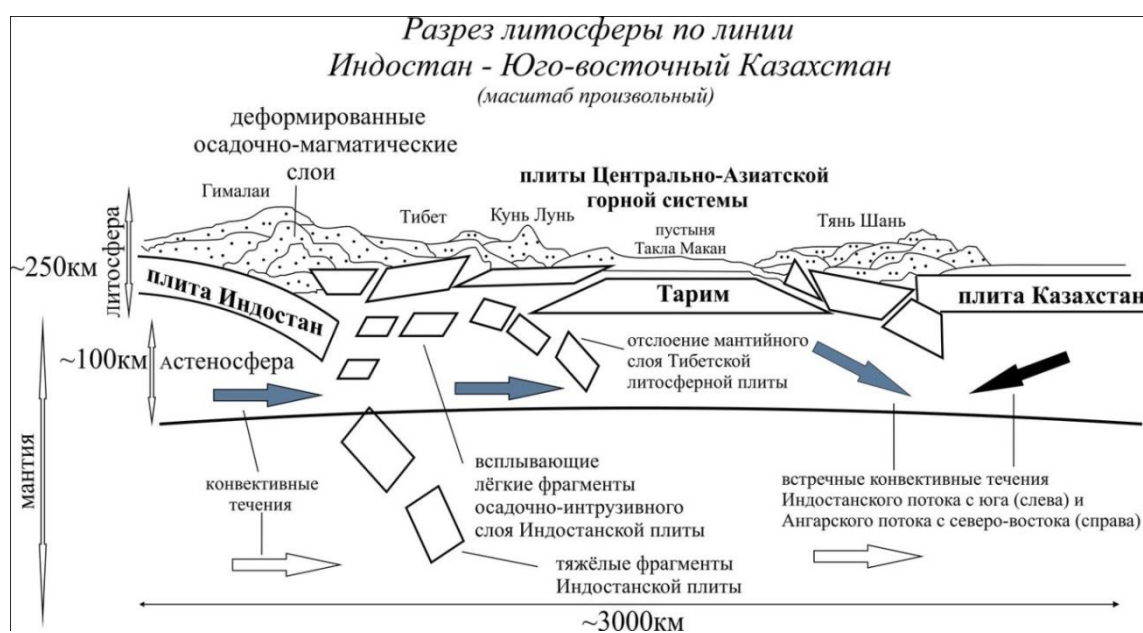 Разрез литосферы по линии
Индостан - Юго-восточный Казахстан
(масштаб произвольный)
деформированные
осадочно-магматические
слои
Гималаи
Тибет
Кунь Лунь
плиты Центрально-Азиатской
горной системы
пустыня
Такла Макан
Тянь Шань
~250км
литосфера
плита Индостан
Тарим
плита Казахстан
~100км
Астеносфера
отслоение мантийного
слоя Тибетской
литосферной плиты
мантия
конвективные
течения
всплывающие
лёгкие фрагменты
осадочно-интрузивного
слоя Индостанской плиты
тяжёлые фрагменты
Индостанской плиты
встречные конвективные течения
Индостанского потока с юга (слева) и
Ангарского потока с северо-востока (справа)
~3000км